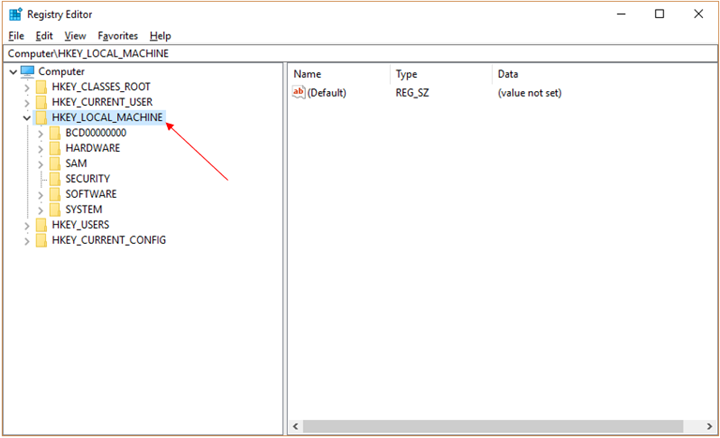 Registry Editor
File Edit View Favorites Help
Computer\HKEY_LOCAL_MACHINE
Computer
HKEY_CLASSES_ROOT
HKEY_CURRENT_USER
HKEY_LOCAL_MACHINE
BCD00000000
HARDWARE
SAM
SECURITY
SOFTWARE
SYSTEM
HKEY_USERS
HKEY_CURRENT_CONFIG
Name Type Data
ab (Default) REG_SZ (value not set)